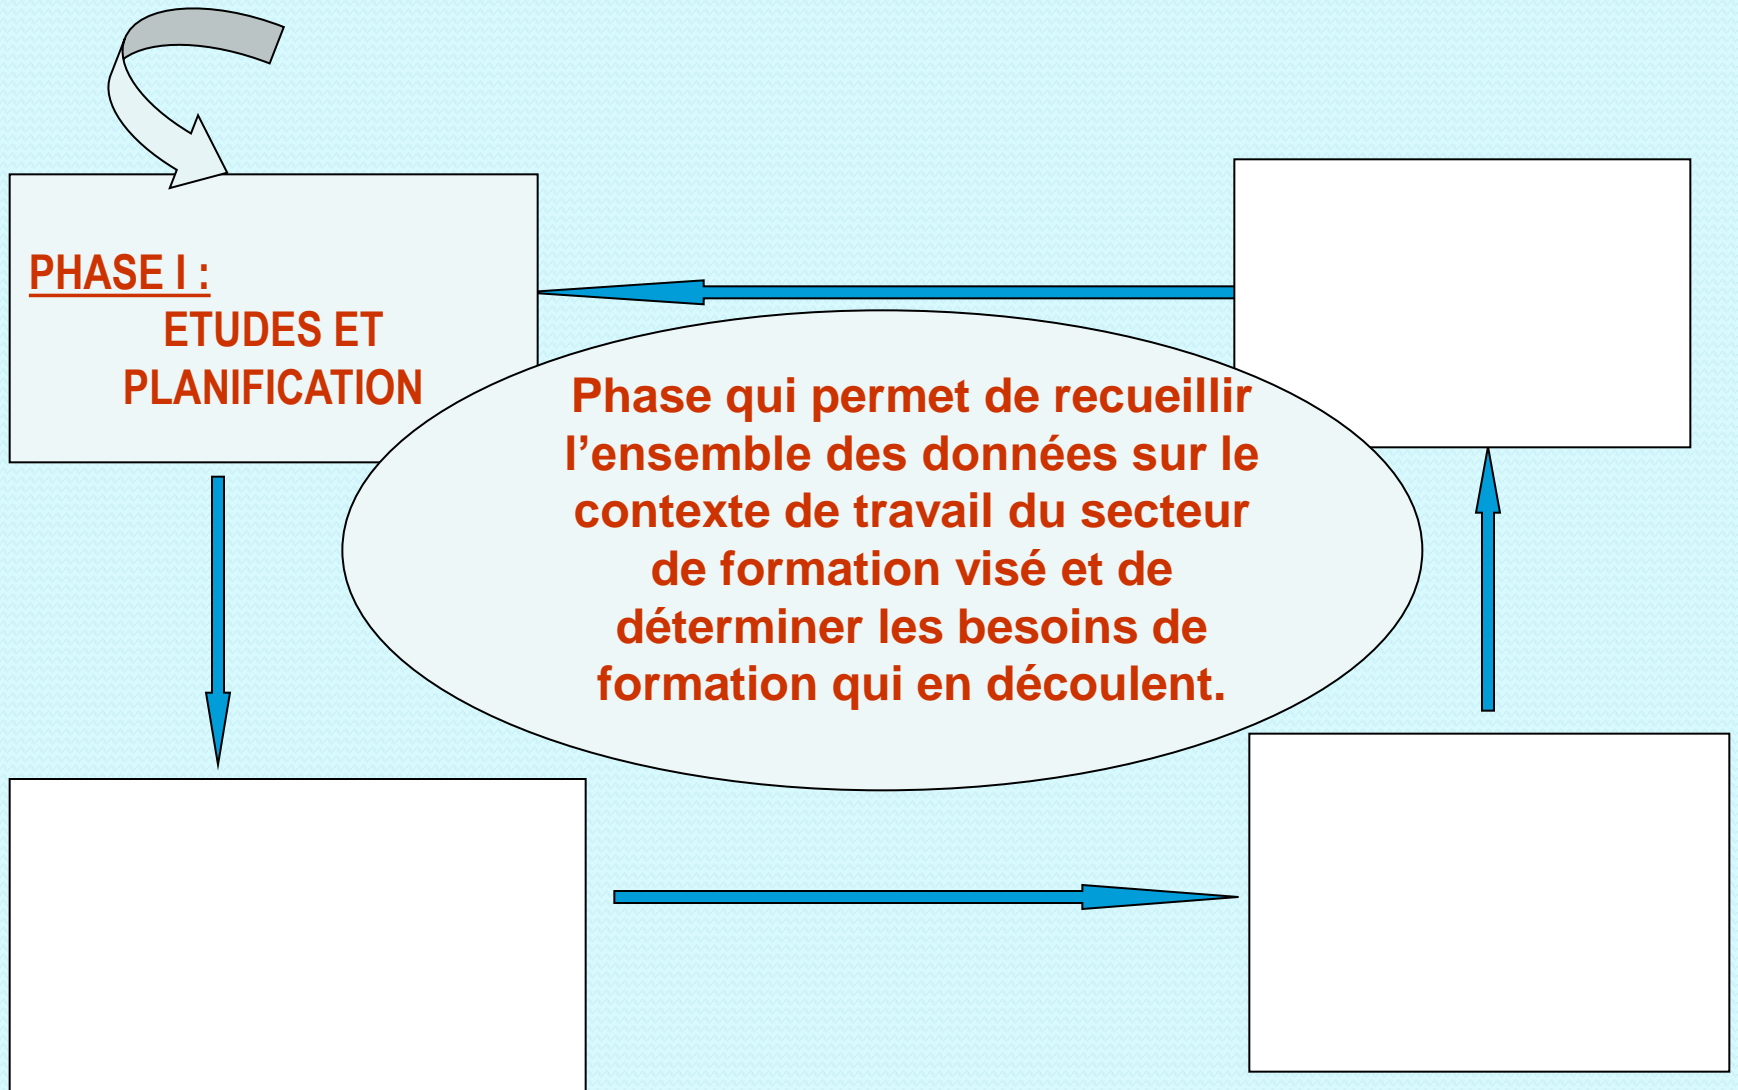 PHASE I :
ETUDES ET
PLANIFICATION
Phase qui permet de recueillir
l’ensemble des données sur le
contexte de travail du secteur
de formation visé et de
déterminer les besoins de
formation qui en découlent.